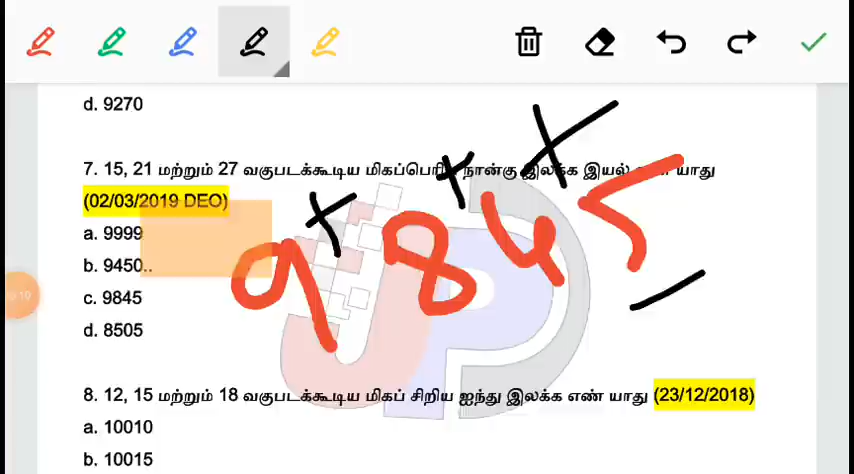 d. 9270
7. 15, 21 மற்றும் 27 வகுபடக்கூடிய மிகப்பெரிய நான்கு இலக்க இயல் எண் யாது
(02/03/2019 DEO)
a. 9999
b. 9450..
c. 9845
d. 8505
9845
8. 12, 15 மற்றும் 18 வகுபடக்கூடிய மிகப் சிறிய ஐந்து இலக்க எண் யாது (23/12/2018)
a. 10010
b. 10015